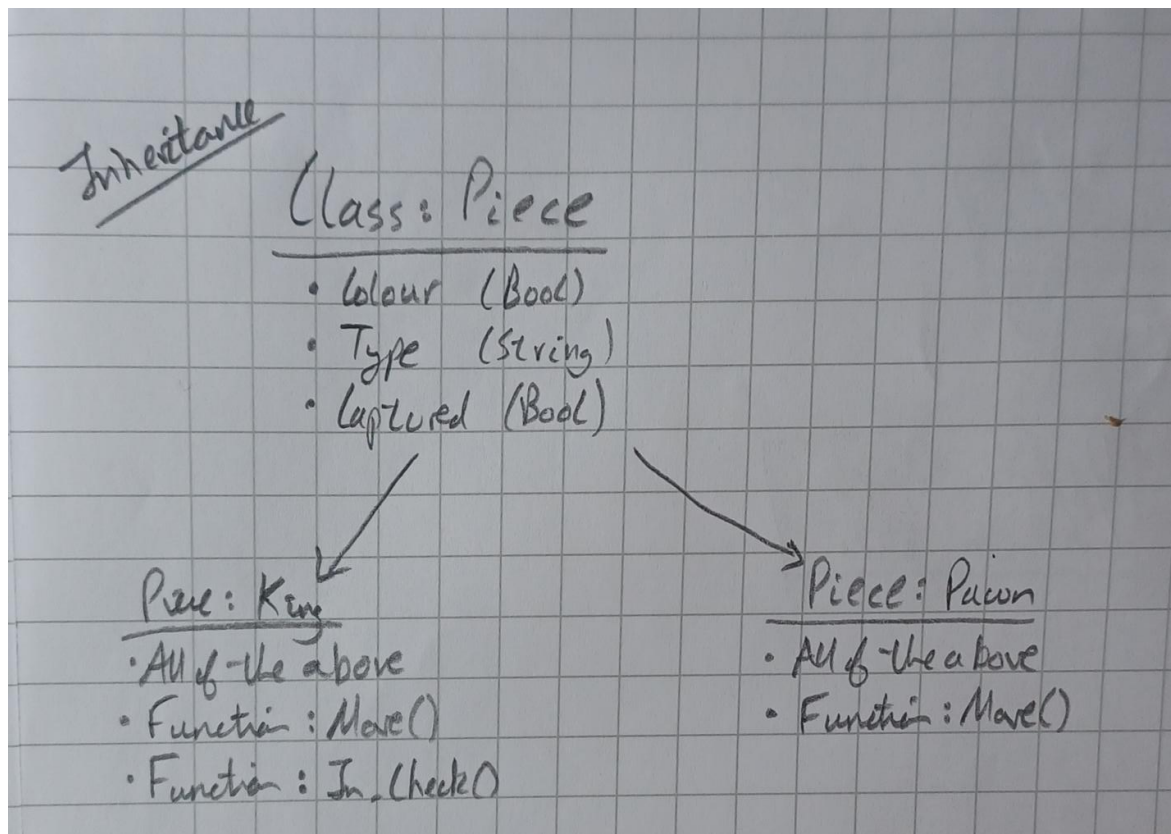 Inheritance
Class: Piece
• Colour (Bool)
• Type (String)
• Captured (Bool)
Piece: King
• All of the above
• Function: Move()
• Function: In_Check()
Piece: Pawn
• All of the above
• Function: Move()